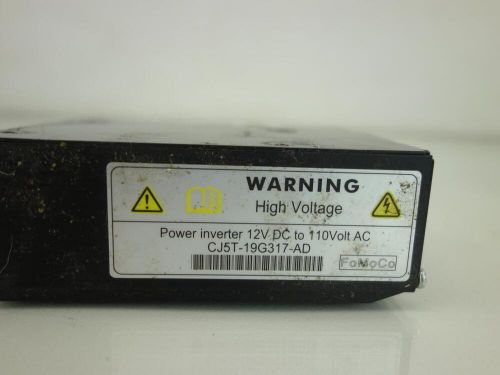 WARNING
High Voltage
Power inverter 12V DC to 110Volt AC
CJ5T-19G317-AD
FoMoCo